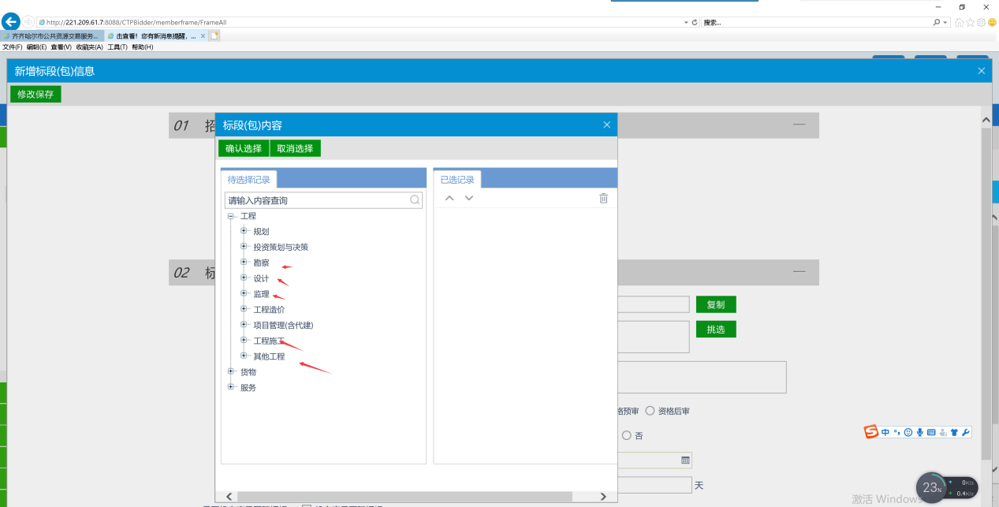 http://221.209.61.7:8088/CTPBidder/memberframe/FrameAll
搜索...
齐齐哈尔市公共资源交易服务... 击查看！您有新消息提醒，...
文件(F) 编辑(E) 查看(V) 收藏夹(A) 工具(T) 帮助(H)
新增标段(包)信息
修改保存
01 招
标段(包)内容
确认选择 取消选择
待选择记录 已选记录
请输入内容查询
工程
规划
投资策划与决策
勘察
设计
监理
工程造价
项目管理(含代建)
工程施工
其他工程
货物
服务
02 标
复制
挑选
格预审 资格后审
否
天
中
23%
0K/s
0.4K/s
激活 Windows